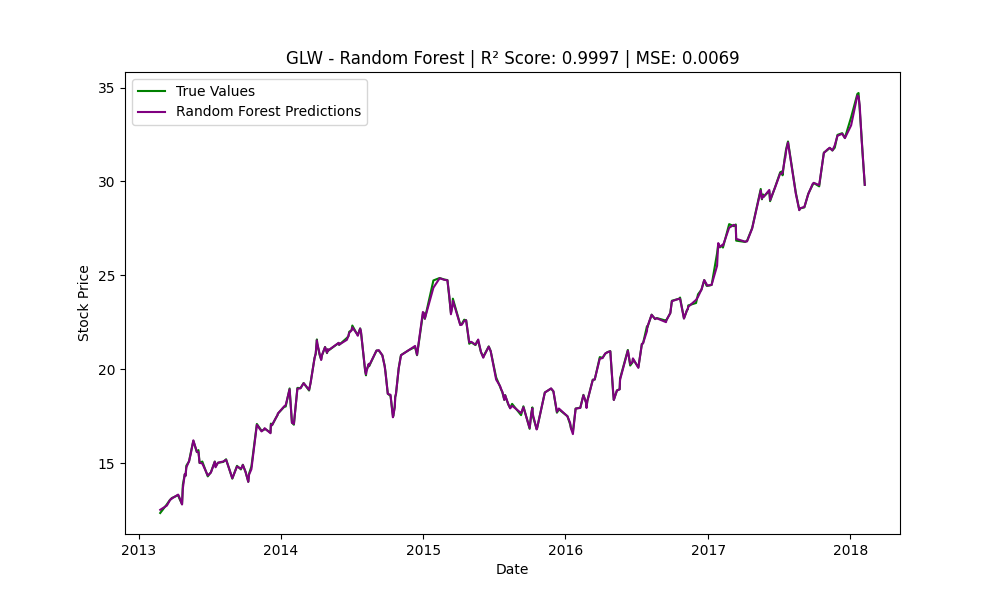 GLW - Random Forest | R² Score: 0.9997 | MSE: 0.0069
True Values
Random Forest Predictions
35
30
25
20
15
Stock Price
2013 2014 2015 2016 2017 2018
Date